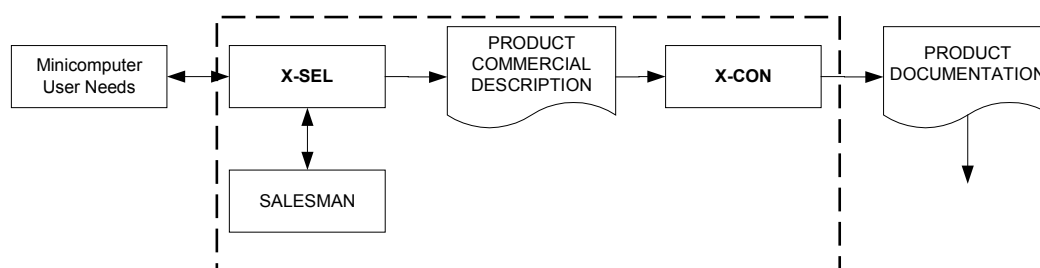 Minicomputer
User Needs
X-SEL
PRODUCT
COMMERCIAL
DESCRIPTION
X-CON
PRODUCT
DOCUMENTATION
SALESMAN